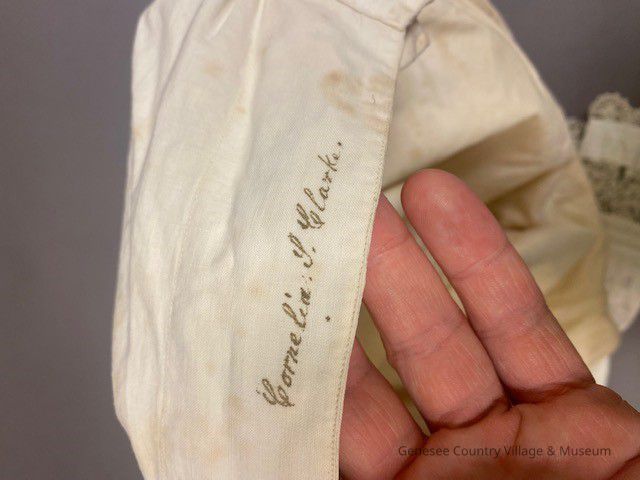 Cornelia. S. Clarke.
Genesee Country Village & Museum